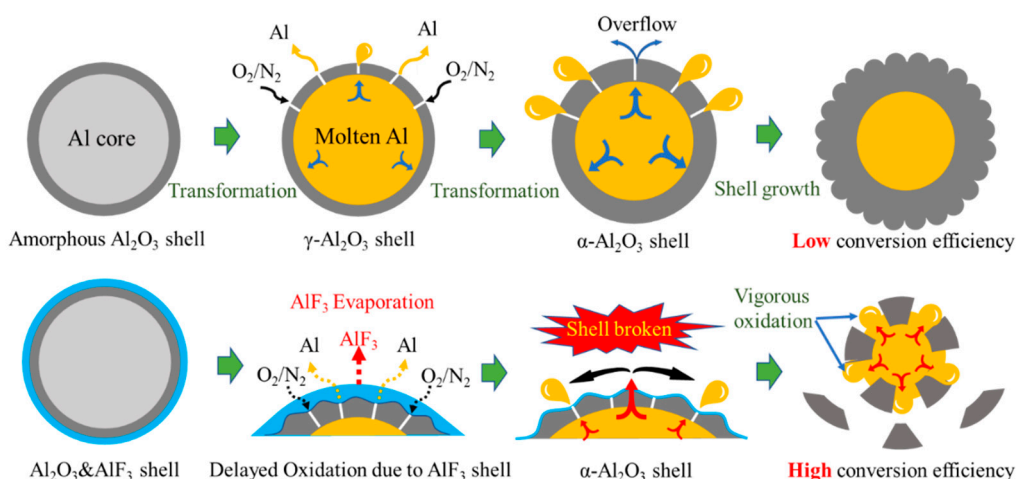 Al
Al
Overflow
O₂/N₂
O₂/N₂
Al core
Molten Al
Transformation
Transformation
Shell growth
Amorphous Al₂O₃ shell
γ-Al₂O₃ shell
α-Al₂O₃ shell
Low conversion efficiency
AlF₃ Evaporation
Vigorous
oxidation
Shell broken
Al
AlF₃
Al
O₂/N₂
O₂/N₂
Al₂O₃&AlF₃ shell
Delayed Oxidation due to AlF₃ shell
α-Al₂O₃ shell
High conversion efficiency